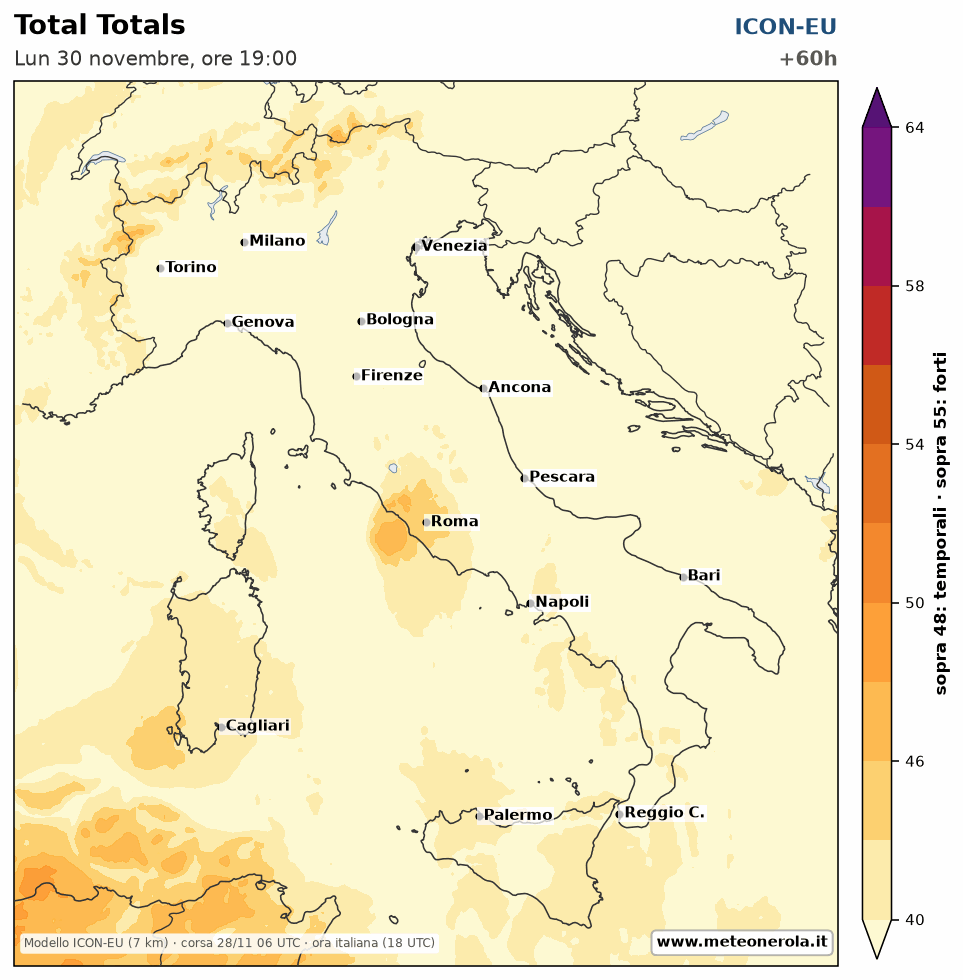 Total Totals
ICON-EU
Lun 30 novembre, ore 19:00
+60h
64
58
54
50
46
40
sopra 48: temporali · sopra 55: forti
Milano
Venezia
Torino
Genova
Bologna
Firenze
Ancona
Pescara
Roma
Bari
Napoli
Cagliari
Palermo
Reggio C.
Modello ICON-EU (7 km) · corsa 28/11 06 UTC · ora italiana (18 UTC)
www.meteonerola.it